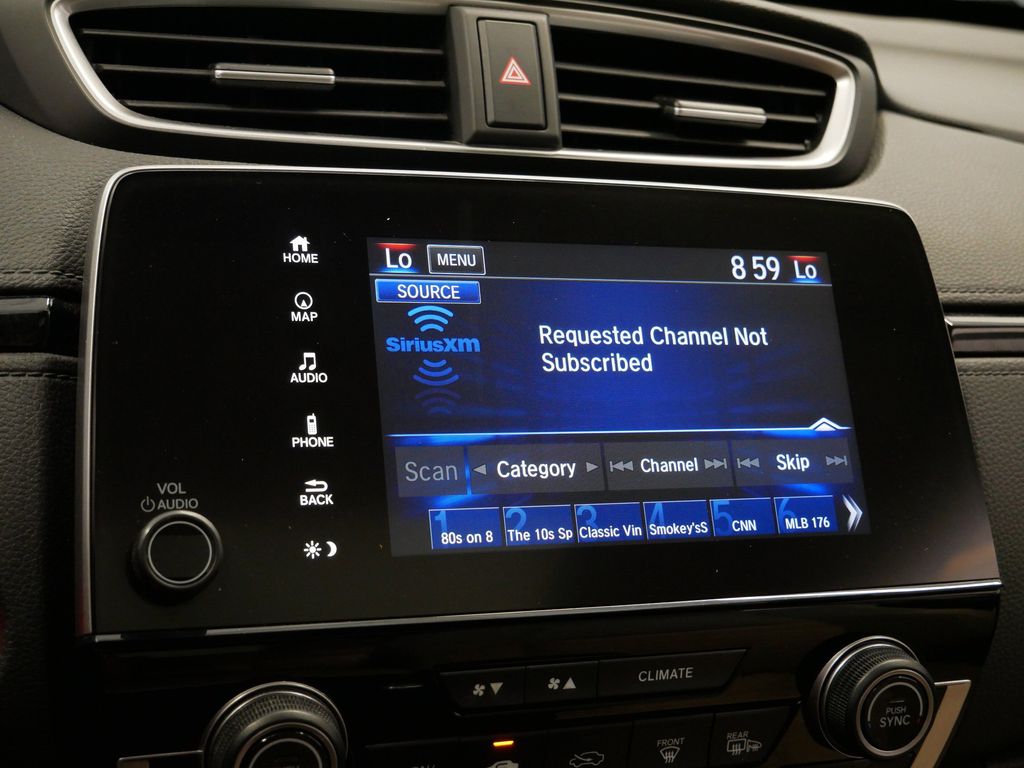 HOME
MAP
AUDIO
PHONE
BACK
VOL
AUDIO
Lo MENU 8 59 Lo
SOURCE
SiriusXM
Requested Channel Not
Subscribed
Scan Category Channel Skip
1 80s on 8
2 The 10s Sp
3 Classic Vin
4 Smokey'sS
5 CNN
6 MLB 176
CLIMATE
FRONT
REAR
PUSH
SYNC